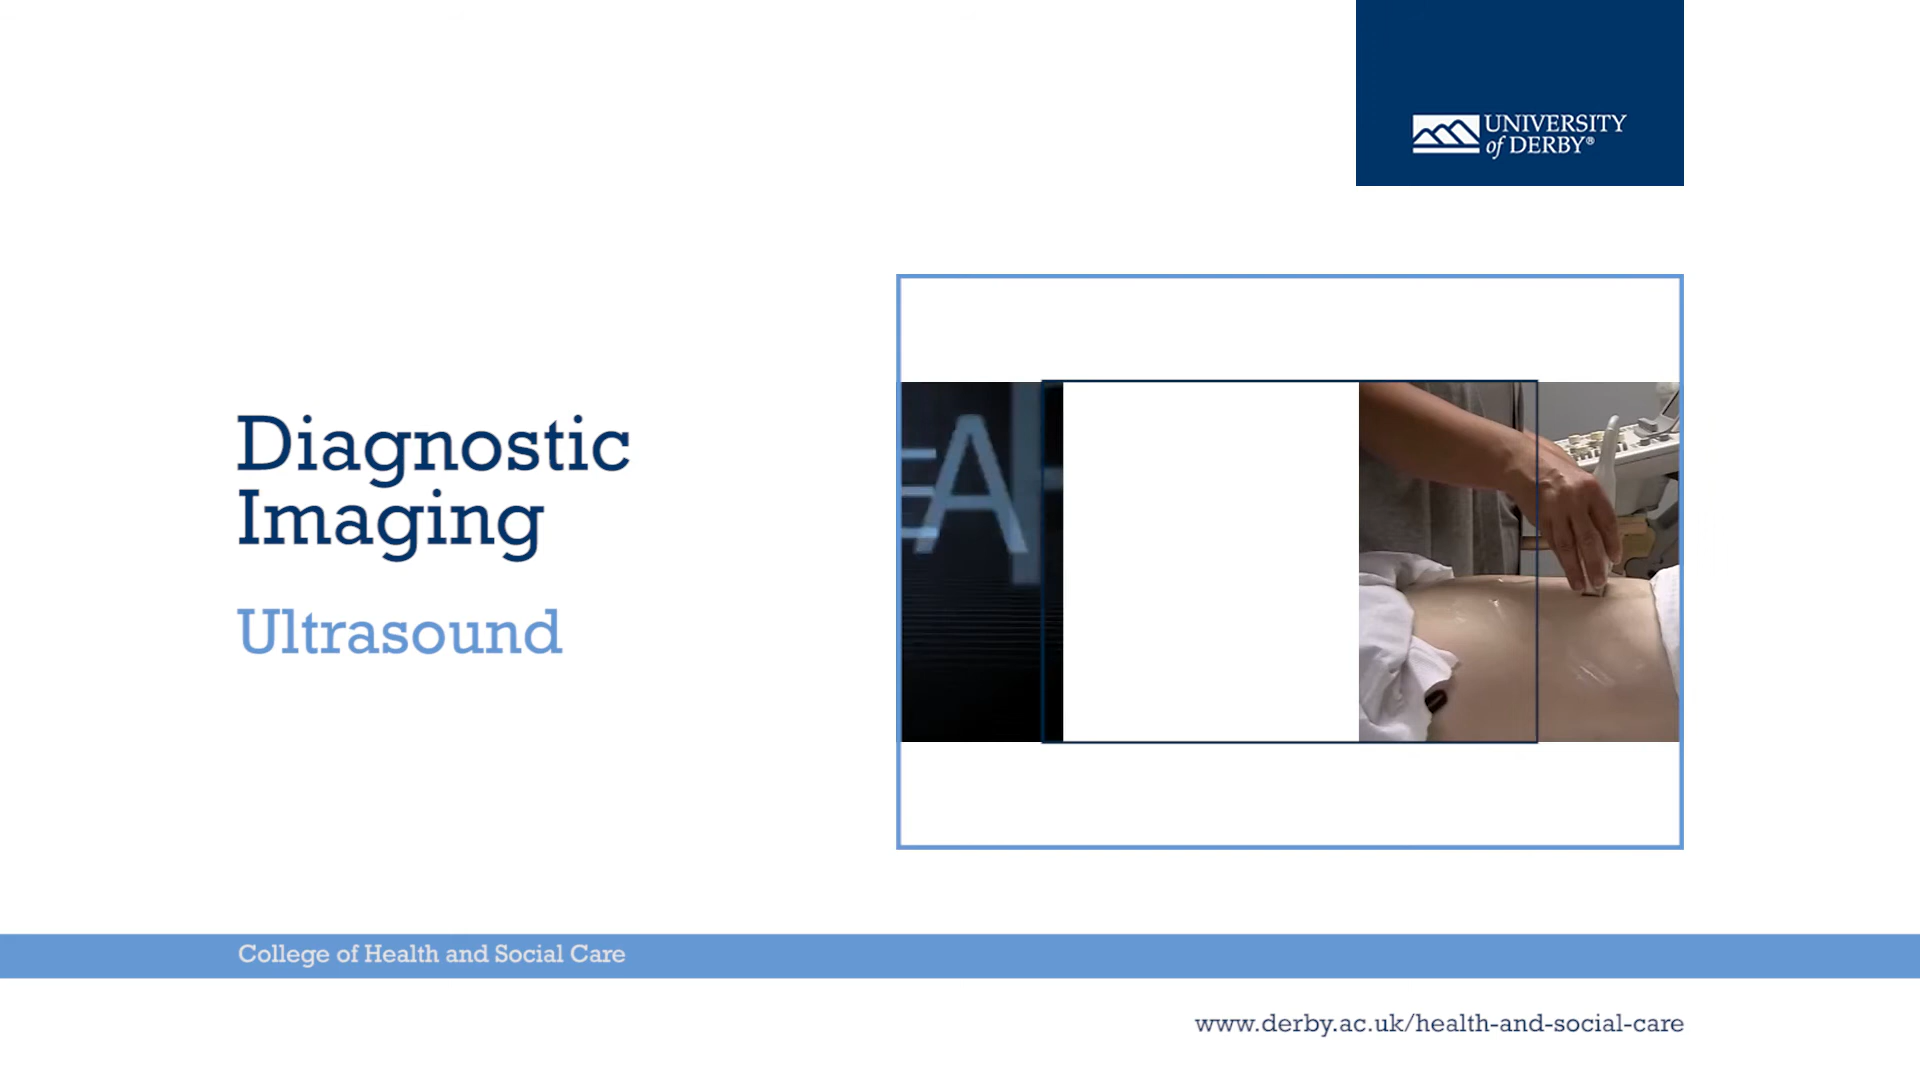 UNIVERSITY
of DERBY®
Diagnostic
Imaging
Ultrasound
College of Health and Social Care
www.derby.ac.uk/health-and-social-care